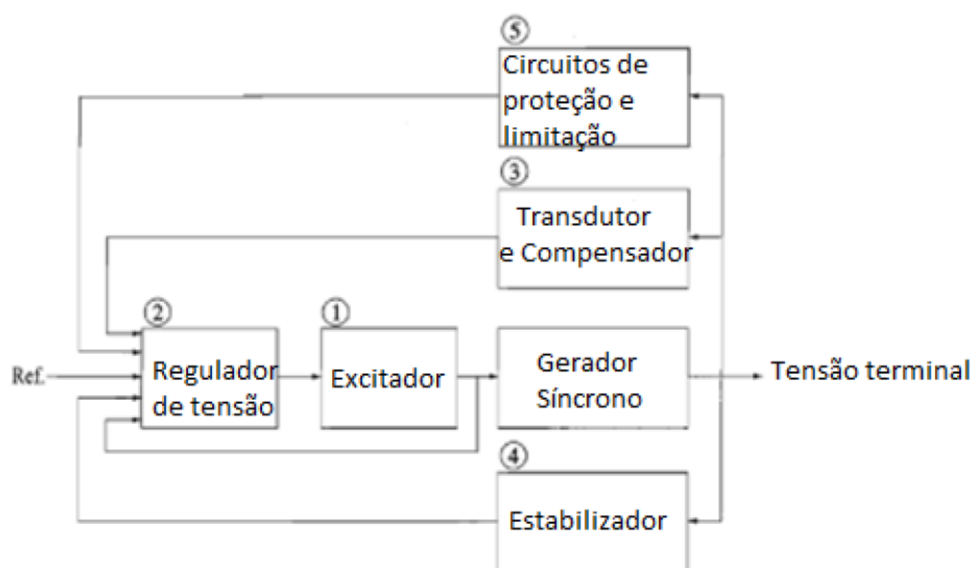 ⑤
Circuitos de
proteção e
limitação
③
Transdutor
e Compensador
②
Regulador
de tensão
①
Excitador
Gerador
Síncrono
Ref.
Tensão terminal
④
Estabilizador